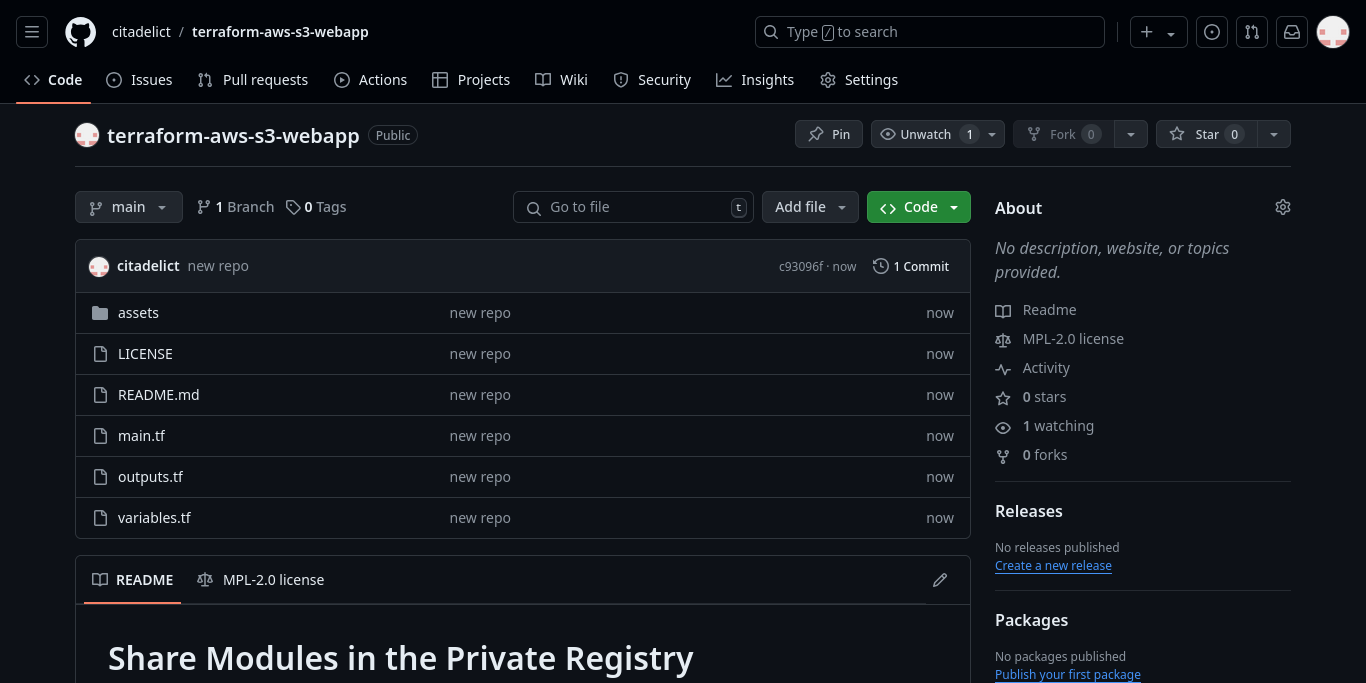 citadelict / terraform-aws-s3-webapp
Type / to search
Code Issues Pull requests Actions Projects Wiki Security Insights Settings
terraform-aws-s3-webapp Public
Pin Unwatch 1 Fork 0 Star 0
main 1 Branch 0 Tags Go to file t Add file Code
citadelict new repo c93096f · now 1 Commit
assets new repo now
LICENSE new repo now
README.md new repo now
main.tf new repo now
outputs.tf new repo now
variables.tf new repo now
README MPL-2.0 license
Share Modules in the Private Registry
About
No description, website, or topics
provided.
Readme
MPL-2.0 license
Activity
0 stars
1 watching
0 forks
Releases
No releases published
Create a new release
Packages
No packages published
Publish your first package